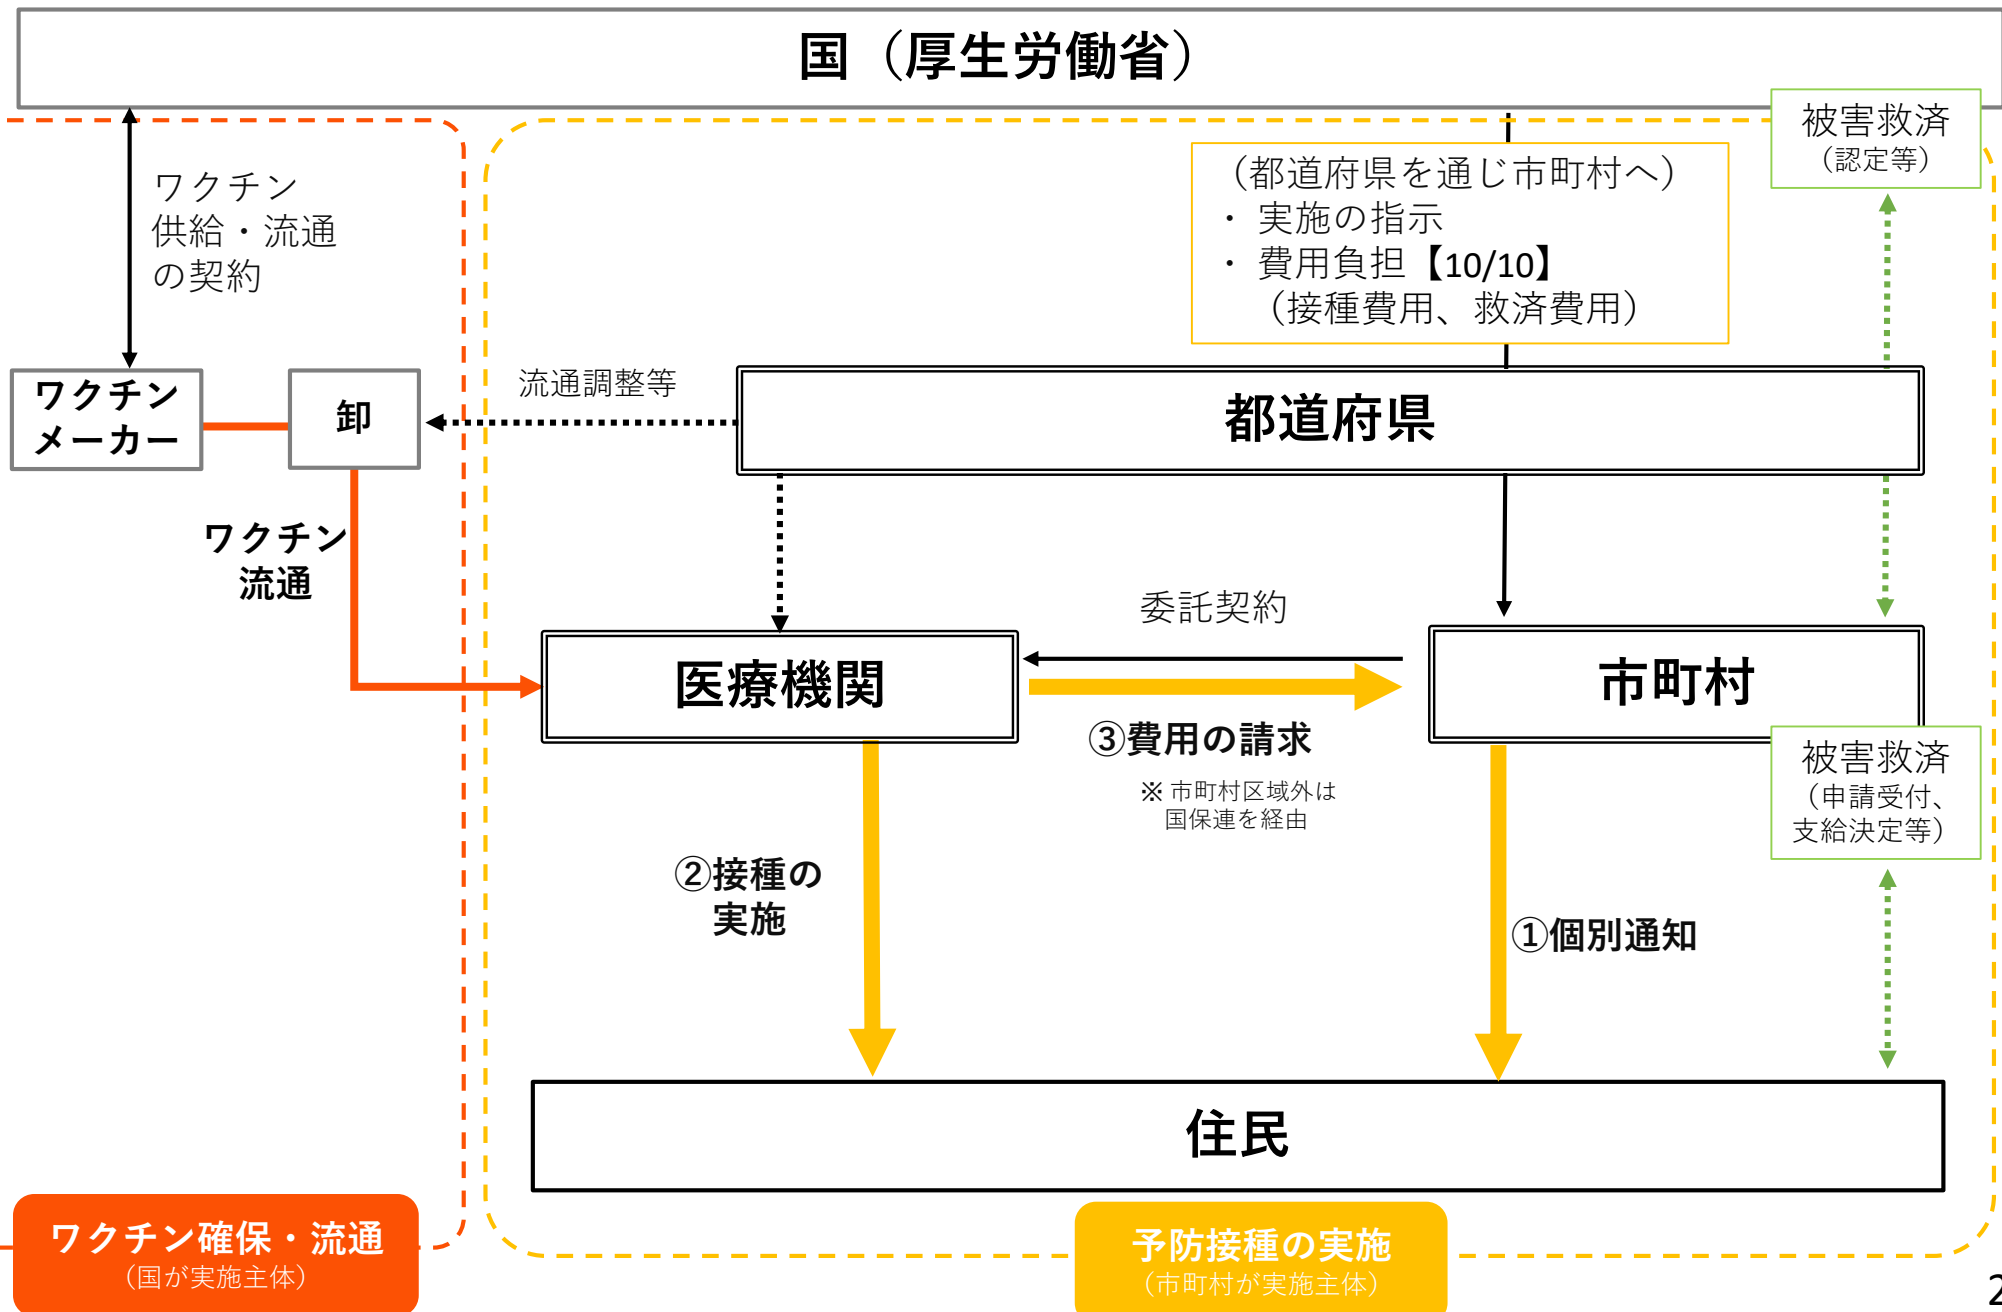 国（厚生労働省）
被害救済
（認定等）
（都道府県を通じ市町村へ）
・ 実施の指示
・ 費用負担【10/10】
（接種費用、救済費用）
ワクチン
供給・流通
の契約
ワクチン
メーカー
卸
流通調整等
都道府県
ワクチン
流通
委託契約
医療機関
市町村
③費用の請求
※ 市町村区域外は
国保連を経由
被害救済
（申請受付、
支給決定等）
②接種の
実施
①個別通知
住民
ワクチン確保・流通
（国が実施主体）
予防接種の実施
（市町村が実施主体）
2